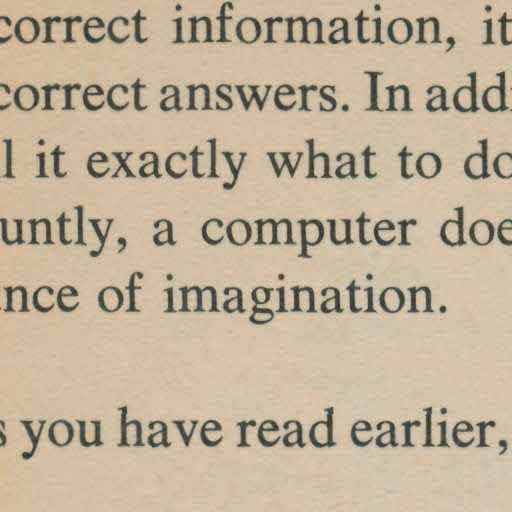 correct information, it
correct answers. In addi
l it exactly what to do
untly, a computer doe
nce of imagination.
s you have read earlier,